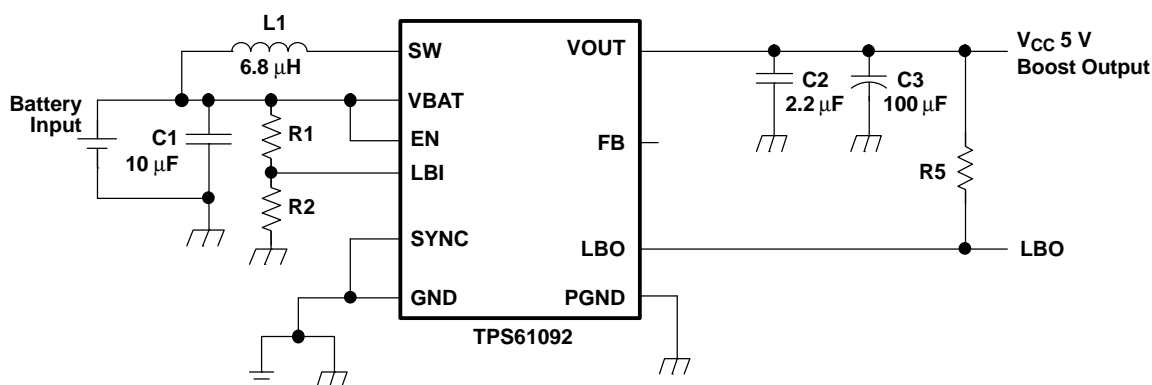 L1
6.8 μH
SW
VOUT
VCC 5 V
Boost Output
Battery
Input
C1
10 μF
R1
VBAT
EN
FB
C2
2.2 μF
C3
100 μF
R5
LBI
R2
SYNC
LBO
LBO
GND
PGND
TPS61092